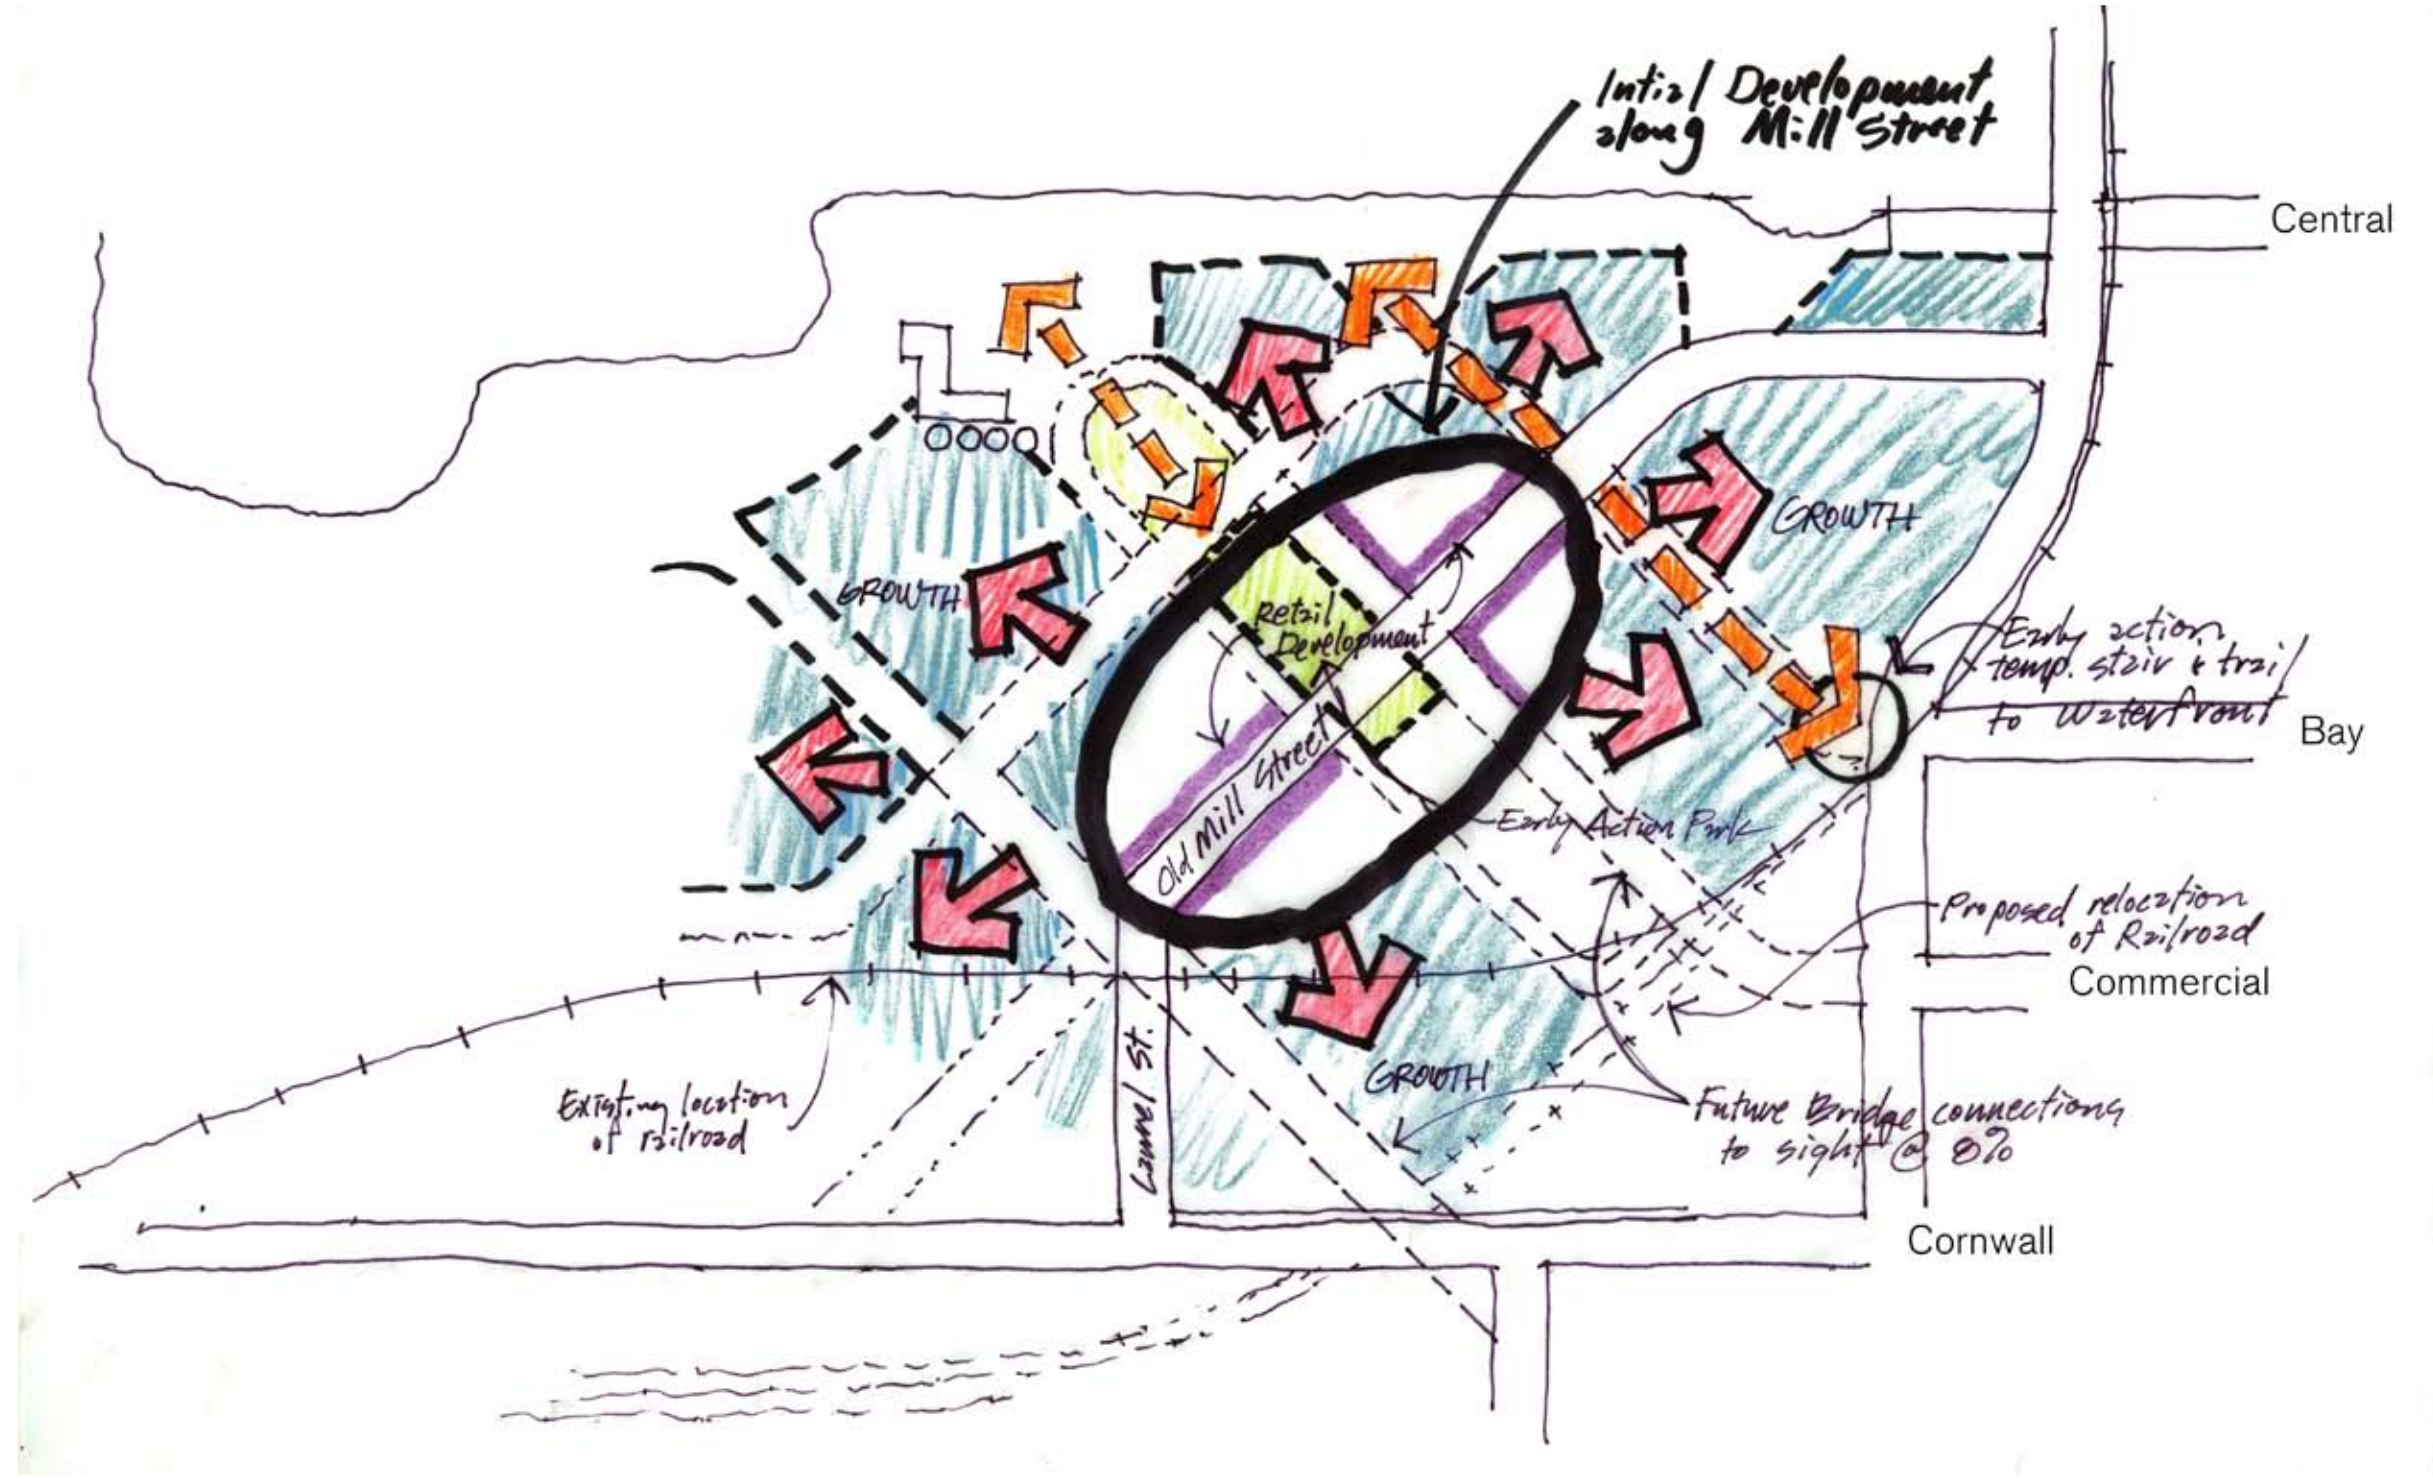 Intial Development
along Mill Street
Central
GROWTH
GROWTH
Retail
Development
Early action
temp. stair & trail
to Waterfront
Bay
Old Mill Street
Early Action Park
Proposed relocation
of Railroad
Commercial
Existing location
of railroad
Laurel St.
GROWTH
Future Bridge connections
to sight @ 8%
Cornwall